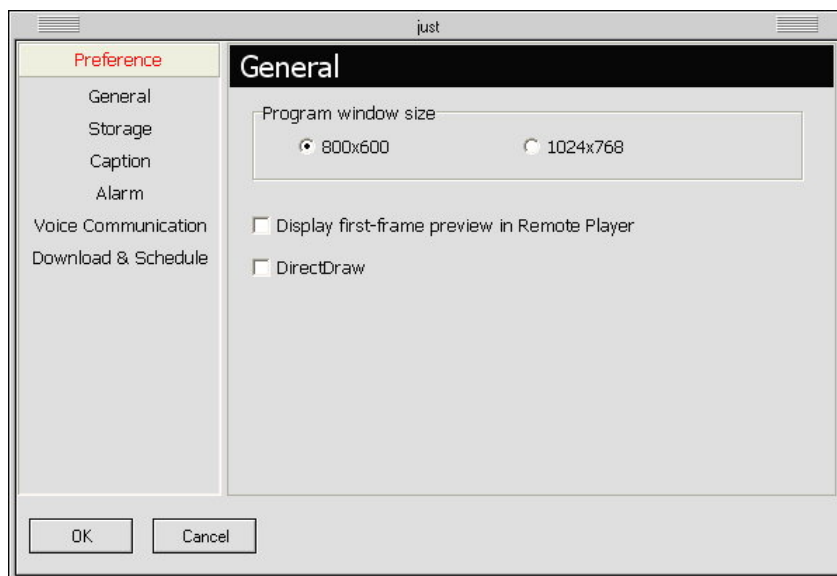 just
Preference
General
Storage
Caption
Alarm
Voice Communication
Download & Schedule
General
Program window size
800x600 1024x768
Display first-frame preview in Remote Player
DirectDraw
OK Cancel